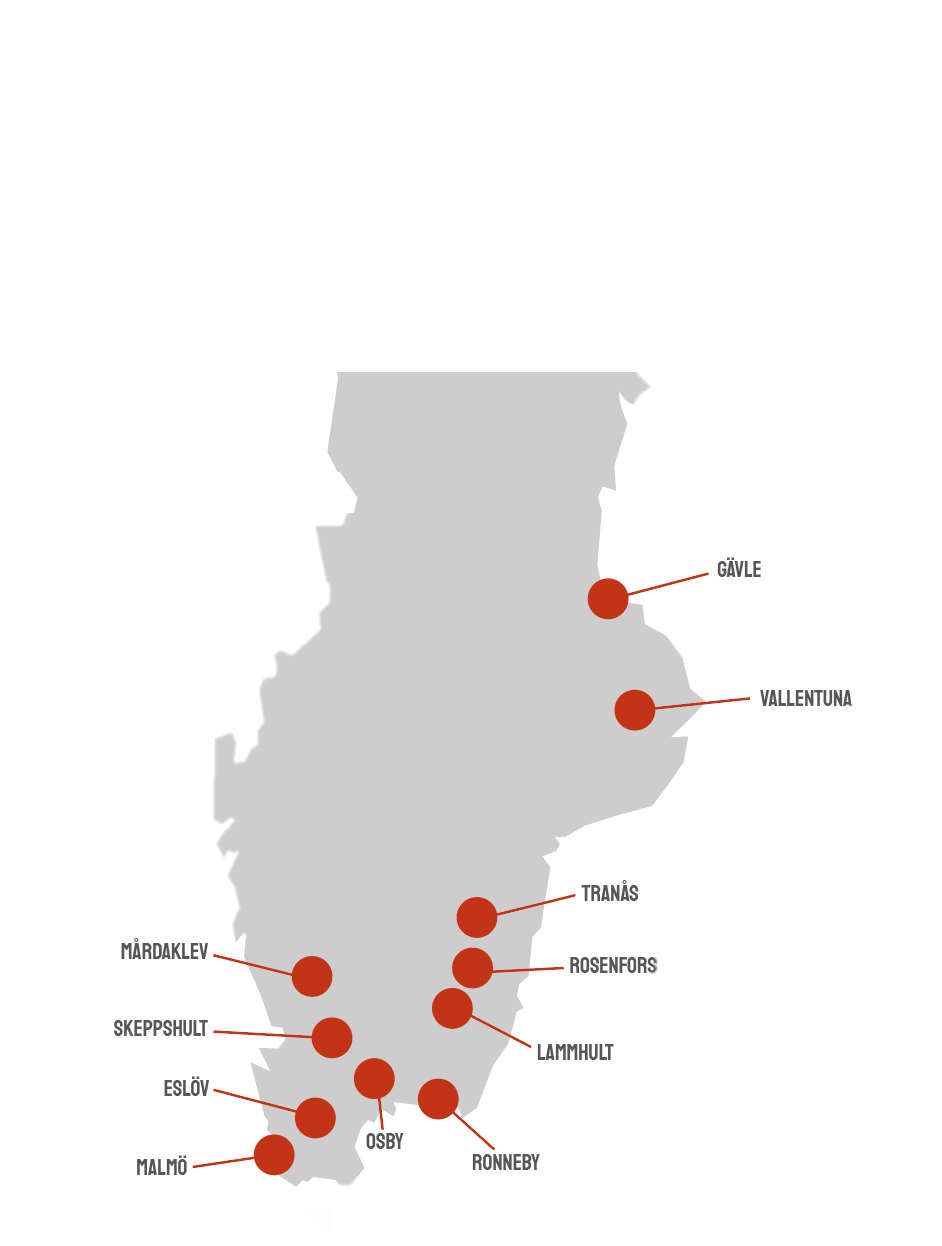 GÄVLE
VALLENTUNA
TRANÅS
MÅRDAKLEV
ROSENFORS
SKEPPSHULT
LAMMHULT
ESLÖV
OSBY
RONNEBY
MALMÖ